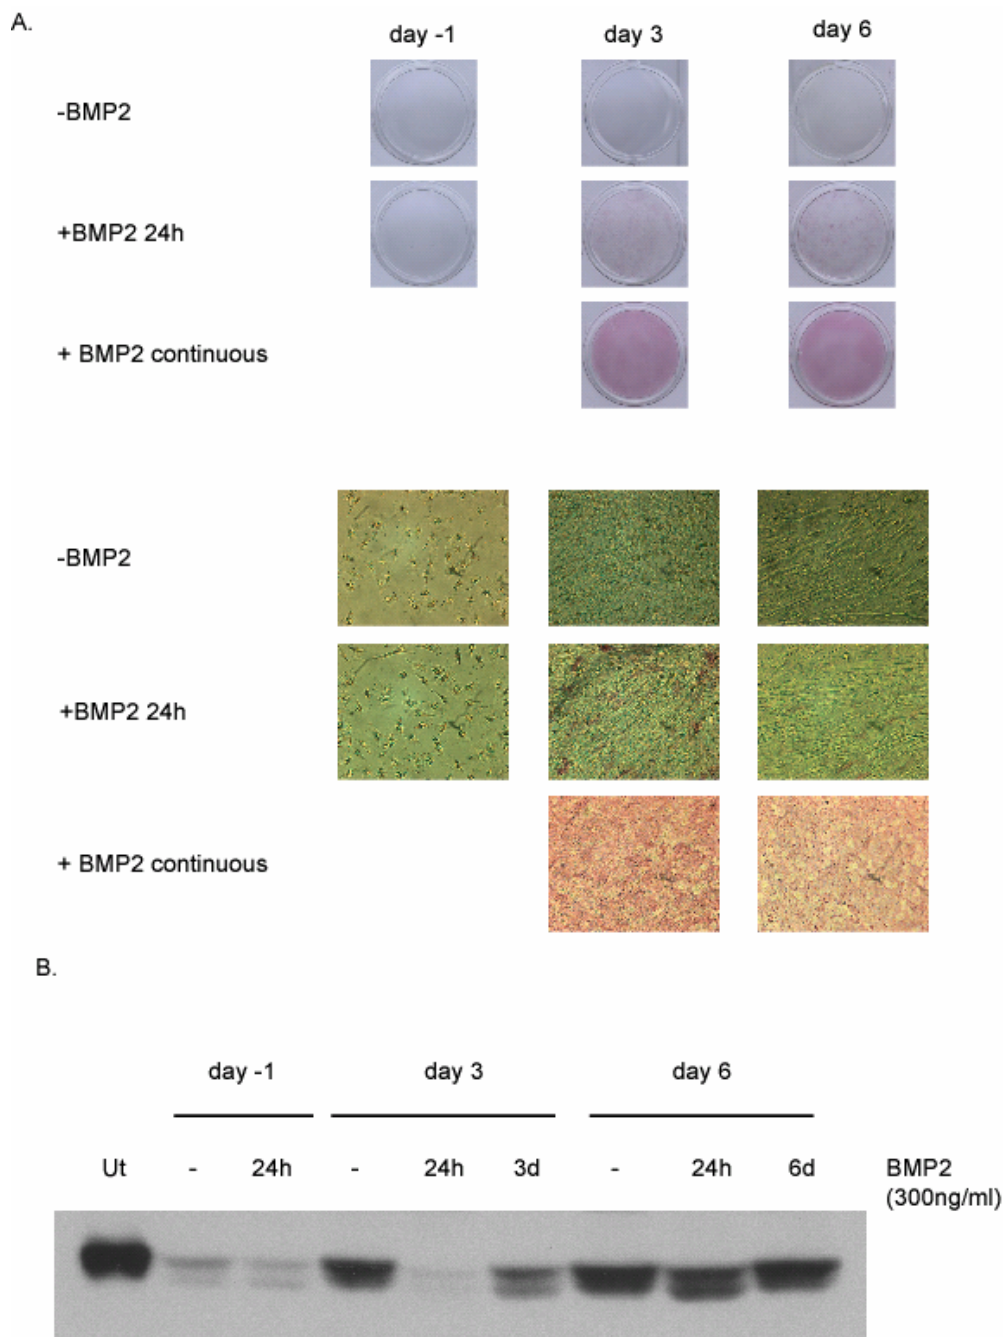 A.
day -1 day 3 day 6
-BMP2
+BMP2 24h
+ BMP2 continuous
-BMP2
+BMP2 24h
+ BMP2 continuous
B.
day -1 day 3 day 6
Ut - 24h - 24h 3d - 24h 6d BMP2
(300ng/ml)